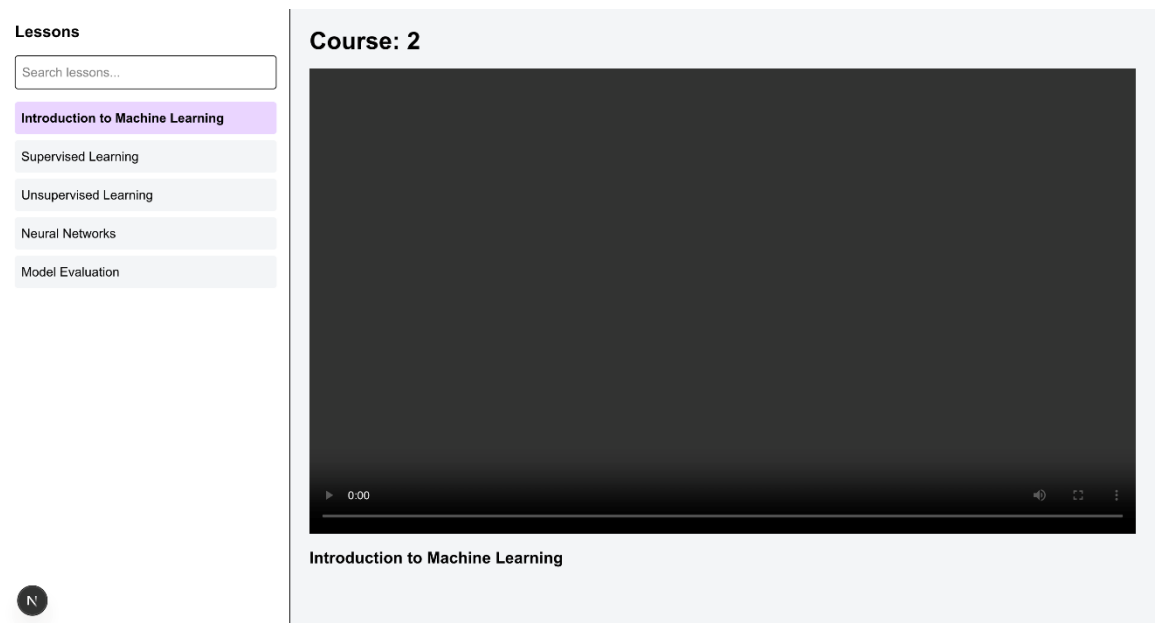 Lessons
Search lessons...
Introduction to Machine Learning
Supervised Learning
Unsupervised Learning
Neural Networks
Model Evaluation
N
Course: 2
0:00
Introduction to Machine Learning